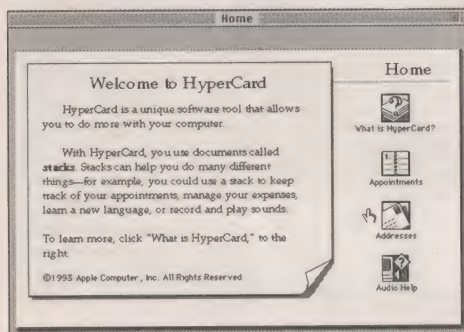 Home
Welcome to HyperCard
HyperCard is a unique software tool that allows
you to do more with your computer.
With HyperCard, you use documents called
stacks. Stacks can help you do many different
things—for example, you could use a stack to keep
track of your appointments, manage your expenses,
learn a new language, or record and play sounds.
To learn more, click "What is HyperCard," to the
right.
©1993 Apple Computer, Inc. All Rights Reserved
Home
What is HyperCard?
Appointments
Addresses
Audio Help